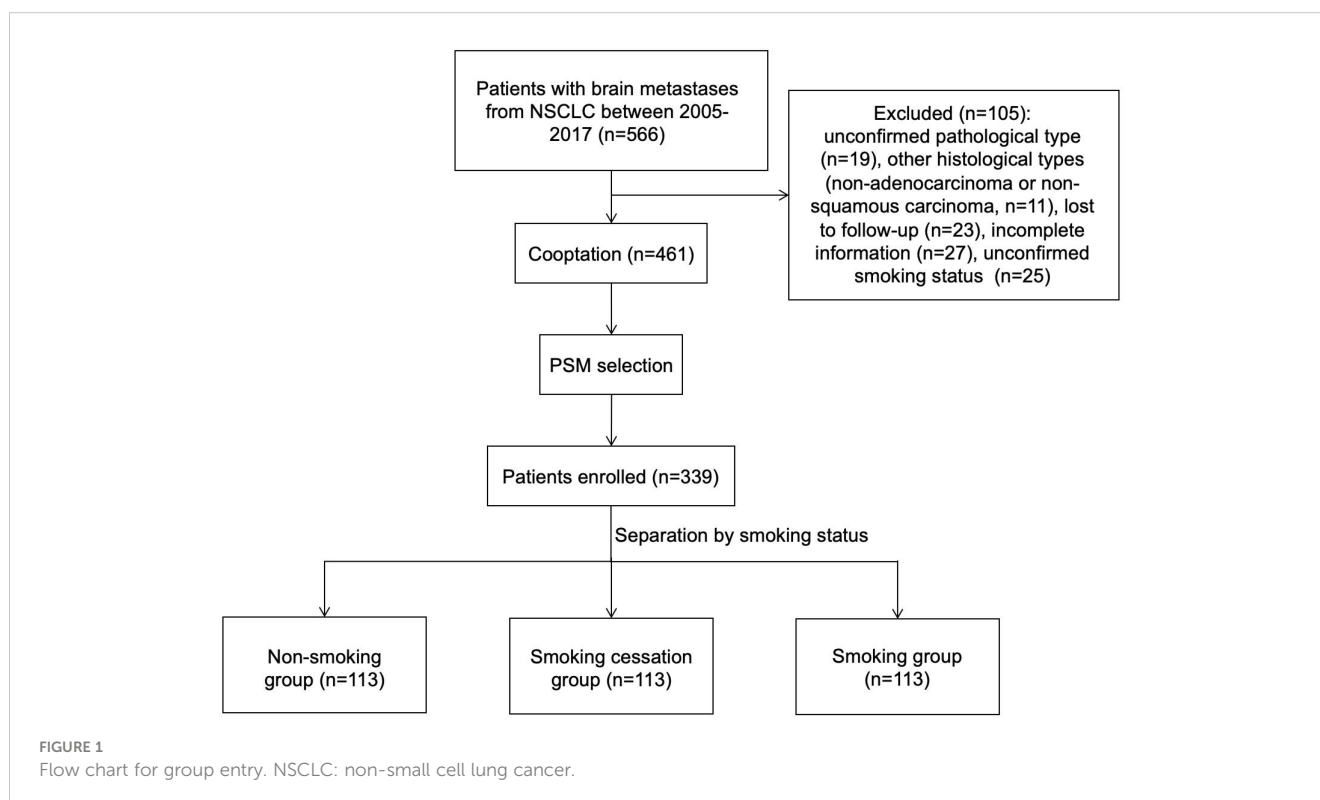 Patients with brain metastases
from NSCLC between 2005-
2017 (n=566)
Excluded (n=105):
unconfirmed pathological type
(n=19), other histological types
(non-adenocarcinoma or non-
squamous carcinoma, n=11), lost
to follow-up (n=23), incomplete
information (n=27), unconfirmed
smoking status (n=25)
Cooptation (n=461)
PSM selection
Patients enrolled (n=339)
Separation by smoking status
Non-smoking
group (n=113)
Smoking cessation
group (n=113)
Smoking group
(n=113)
FIGURE 1
Flow chart for group entry. NSCLC: non-small cell lung cancer.